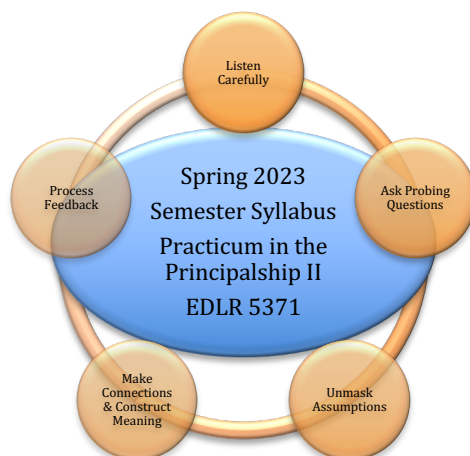 Listen
Carefully
Process
Feedback
Spring 2023
Semester Syllabus
Practicum in the
Principalship II
EDLR 5371
Ask Probing
Questions
Make
Connections
& Construct
Meaning
Unmask
Assumptions